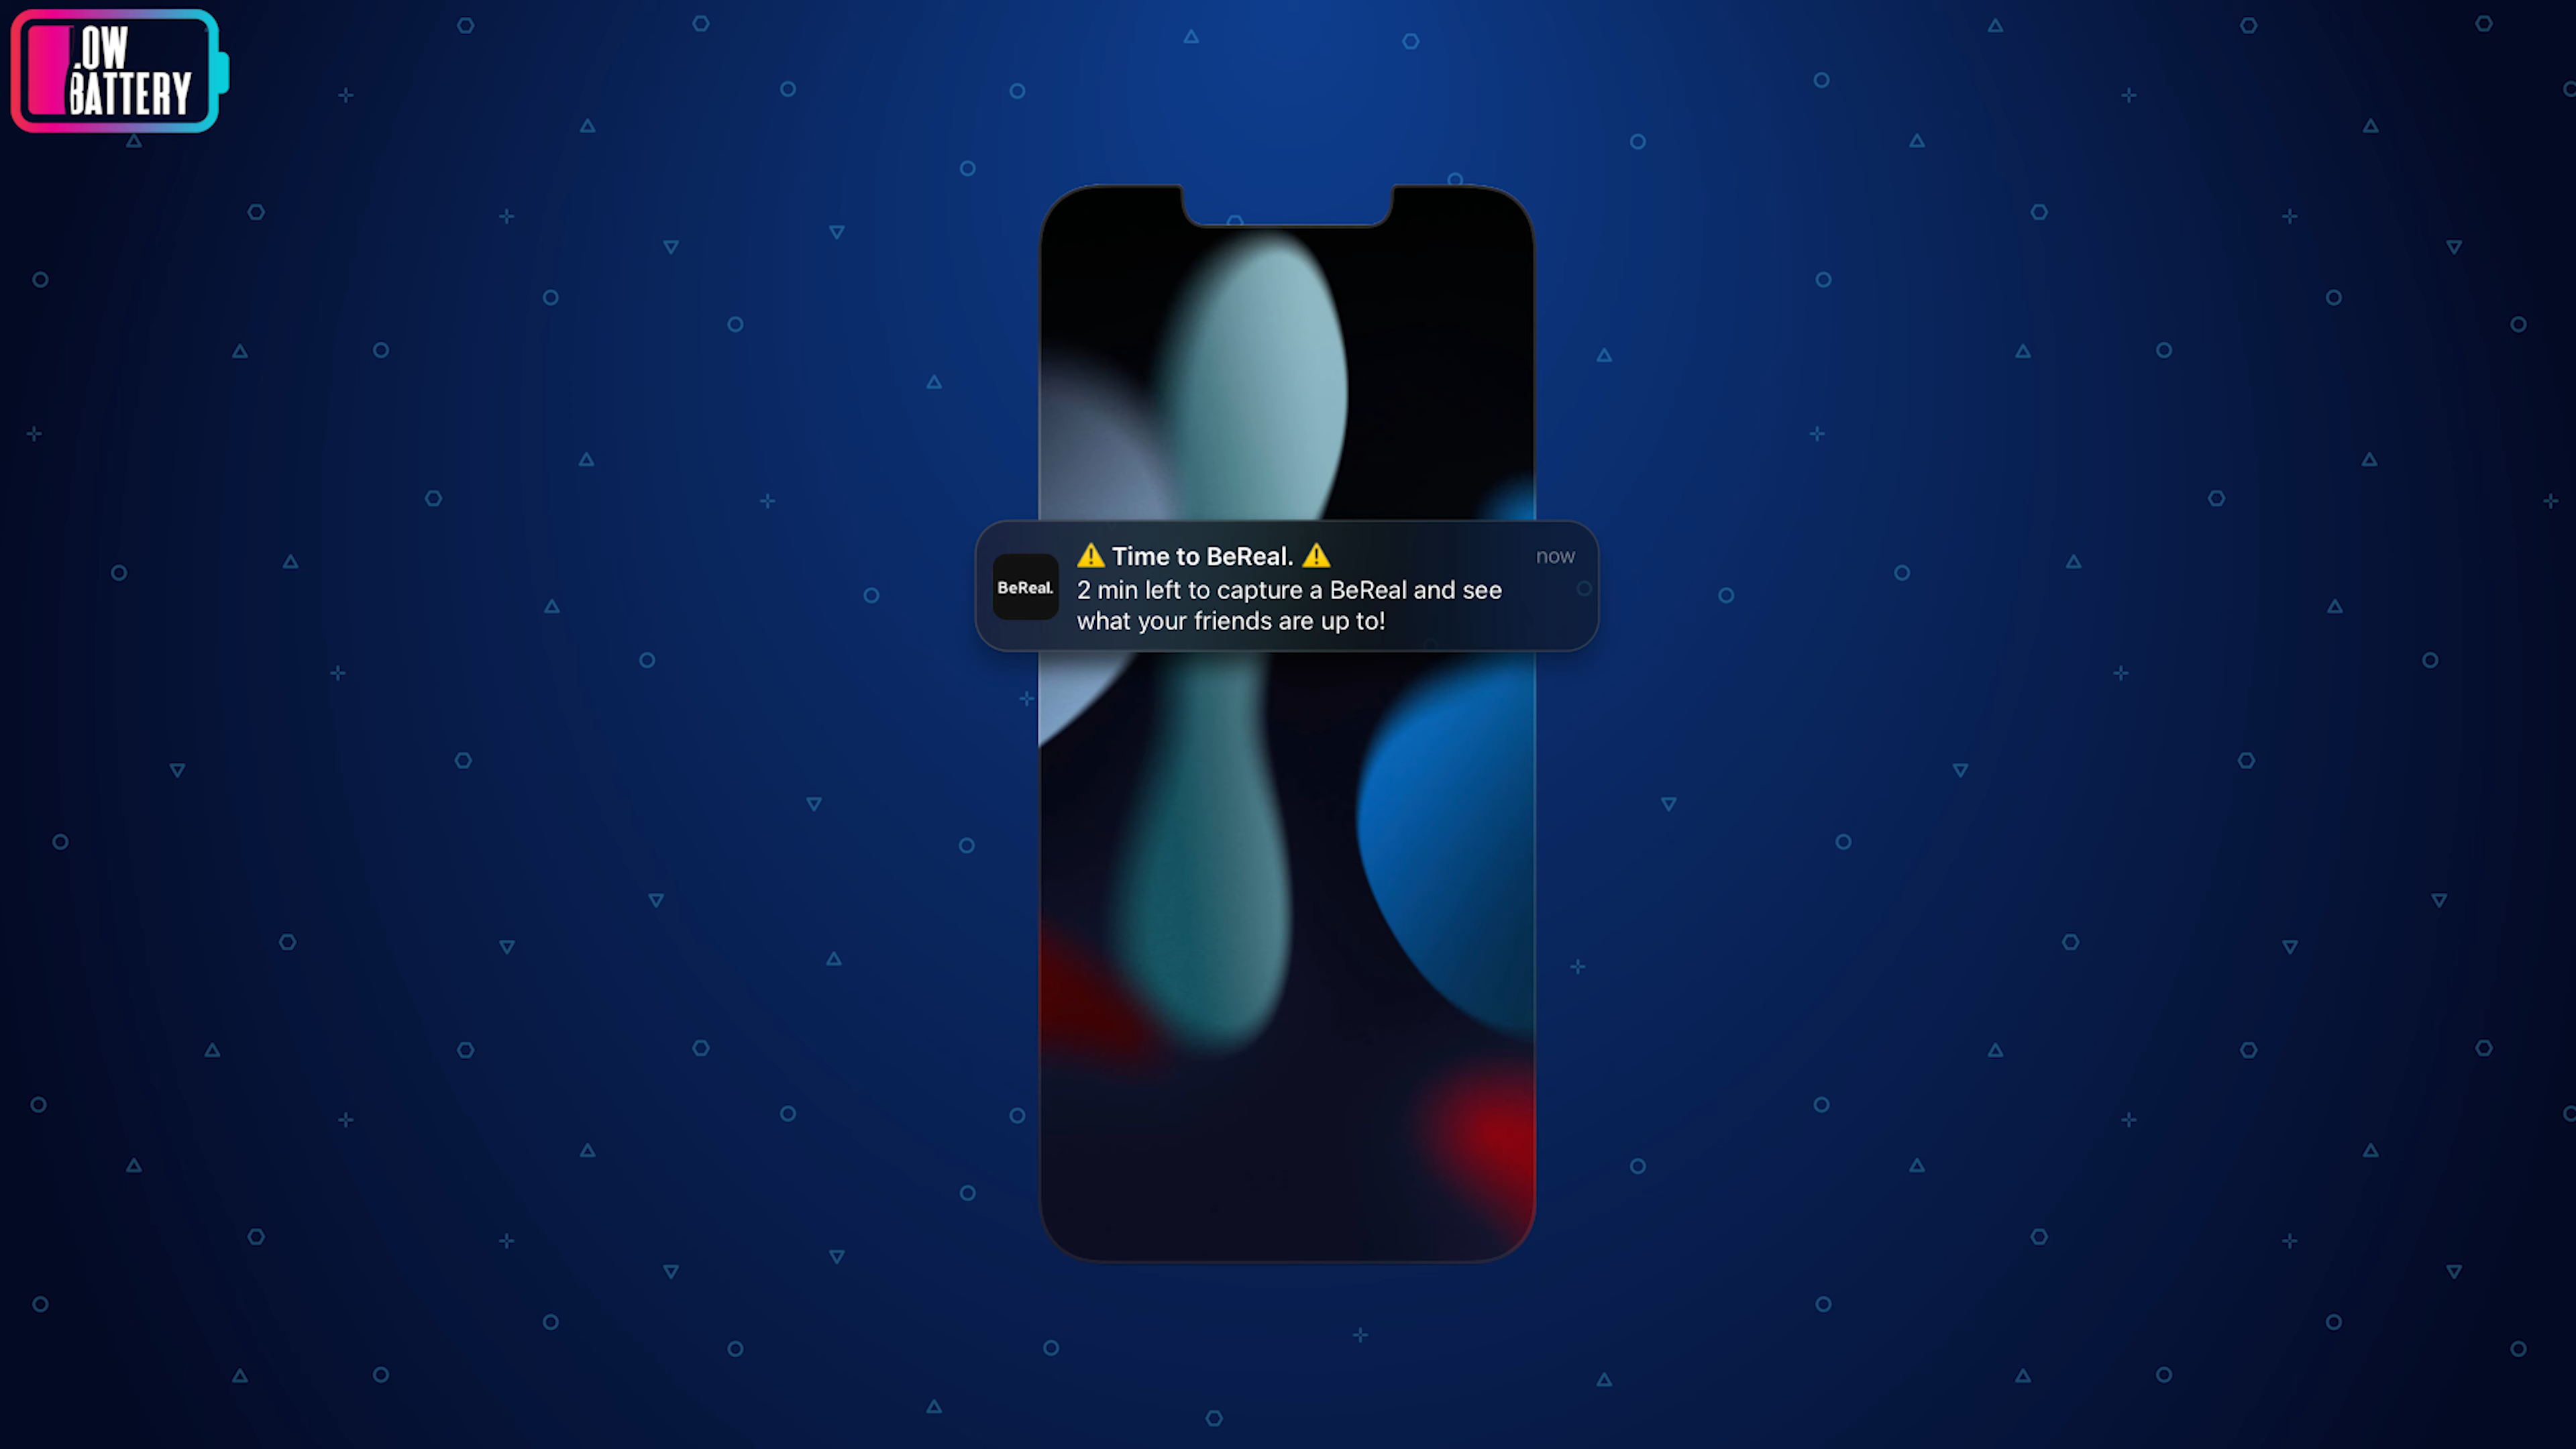 LOW
BATTERY
⚠️ Time to BeReal. ⚠️
now
BeReal.
2 min left to capture a BeReal and see
what your friends are up to!